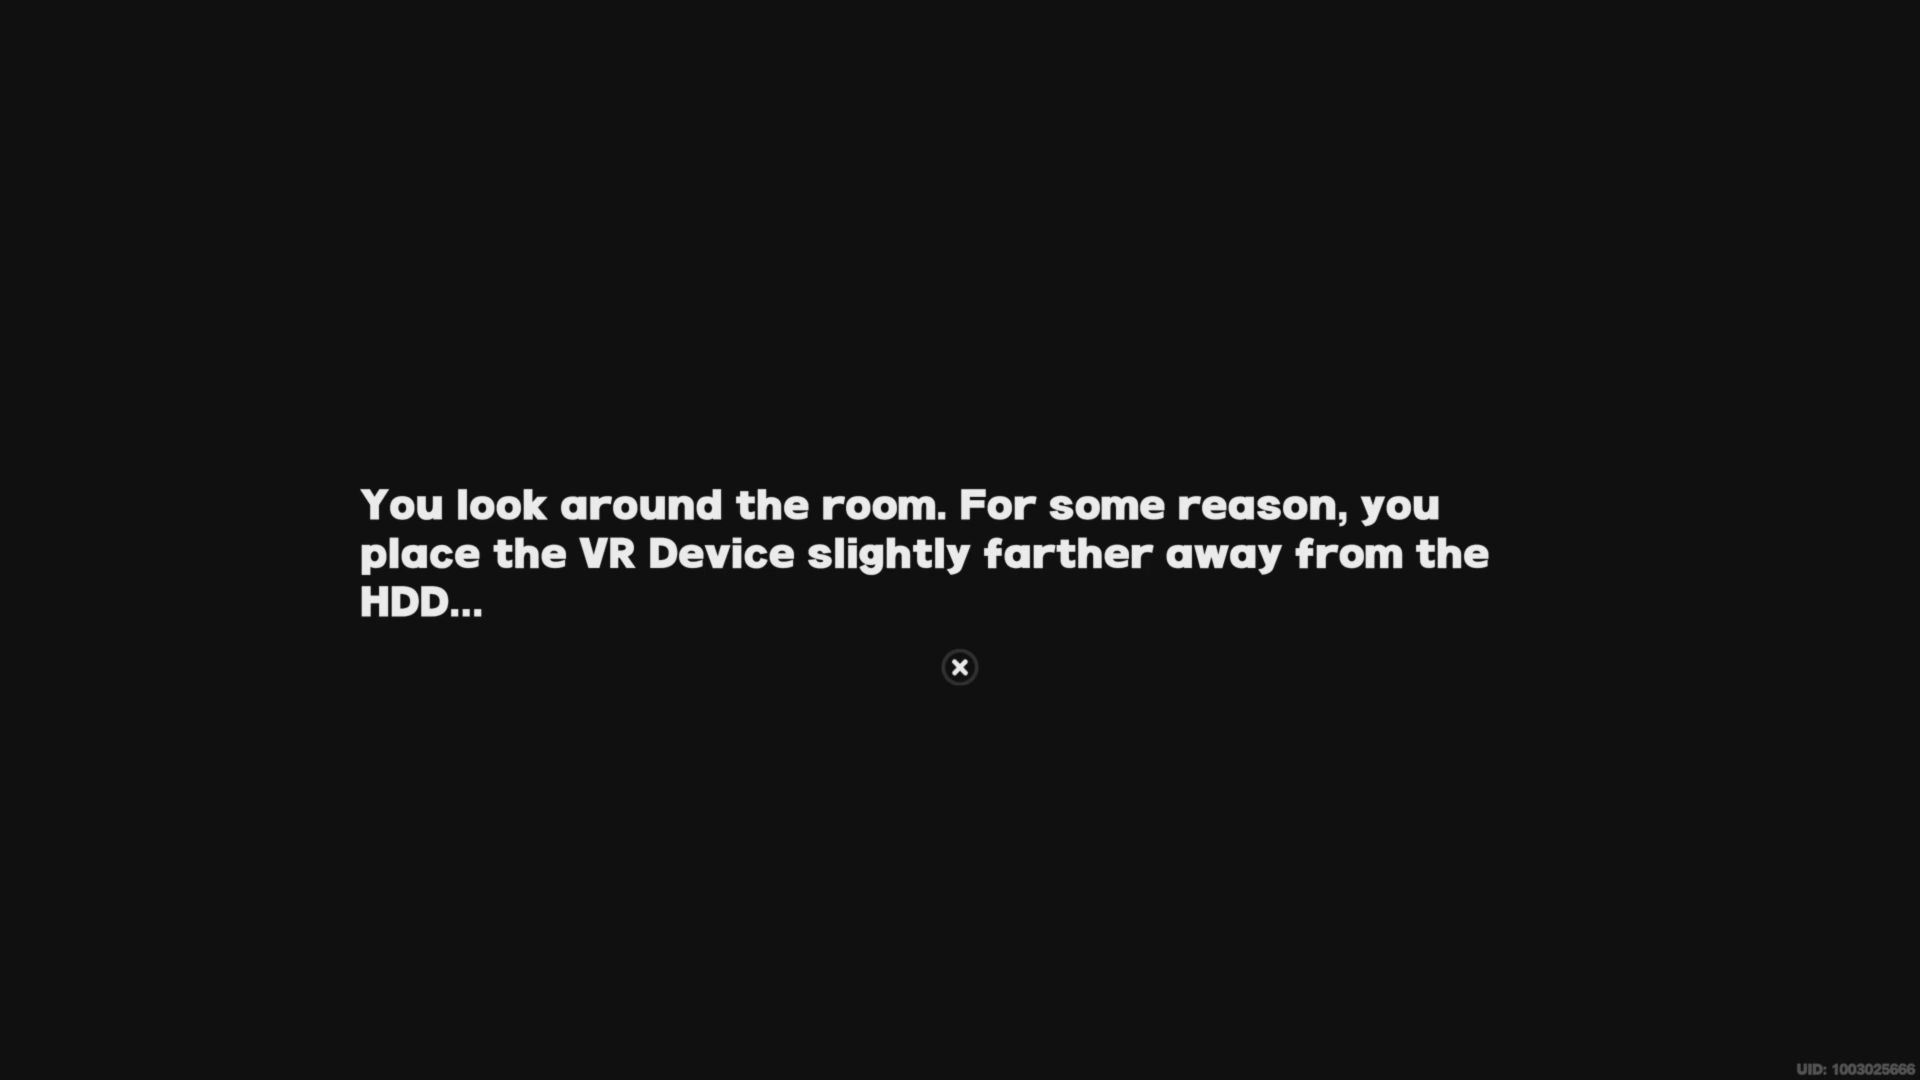 You look around the room. For some reason, you
place the VR Device slightly farther away from the
HDD...
UID: 1003025666